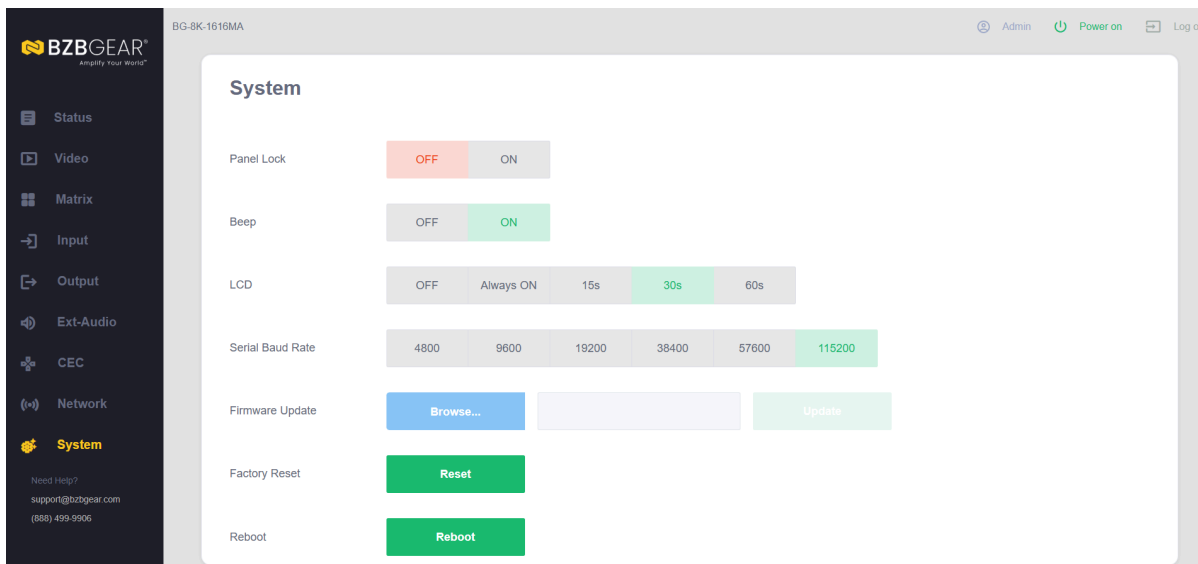 BG-8K-1616MA
Admin
Power on
Log o
BZBGEAR®
Amplify Your World™
Status
Video
Matrix
Input
Output
Ext-Audio
CEC
Network
System
Need Help?
support@bzbgear.com
(888) 499-9906
System
Panel Lock OFF ON
Beep OFF ON
LCD OFF Always ON 15s 30s 60s
Serial Baud Rate 4800 9600 19200 38400 57600 115200
Firmware Update Browse... Update
Factory Reset Reset
Reboot Reboot